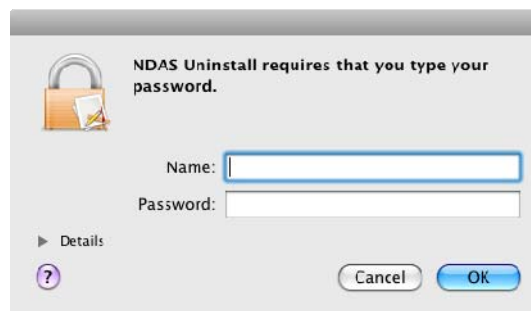 NDAS Uninstall requires that you type your
password.
Name:
Password:
Details
?
Cancel
OK